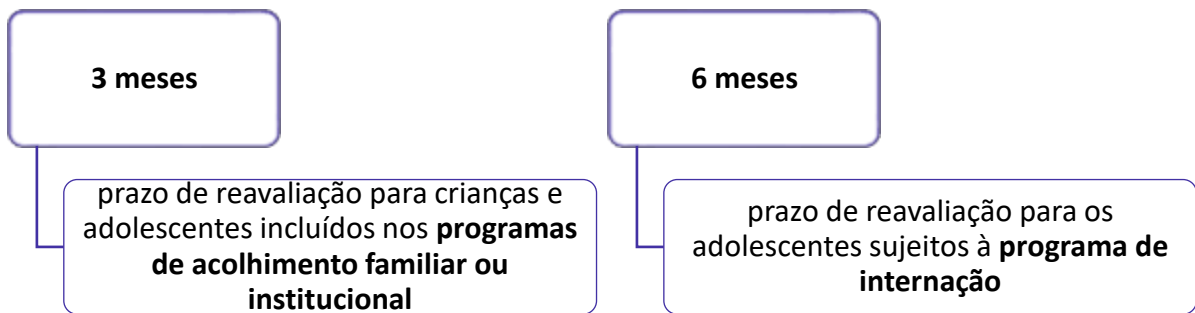 3 meses
prazo de reavaliação para crianças e
adolescentes incluídos nos programas
de acolhimento familiar ou
institucional
6 meses
prazo de reavaliação para os
adolescentes sujeitos à programa de
internação